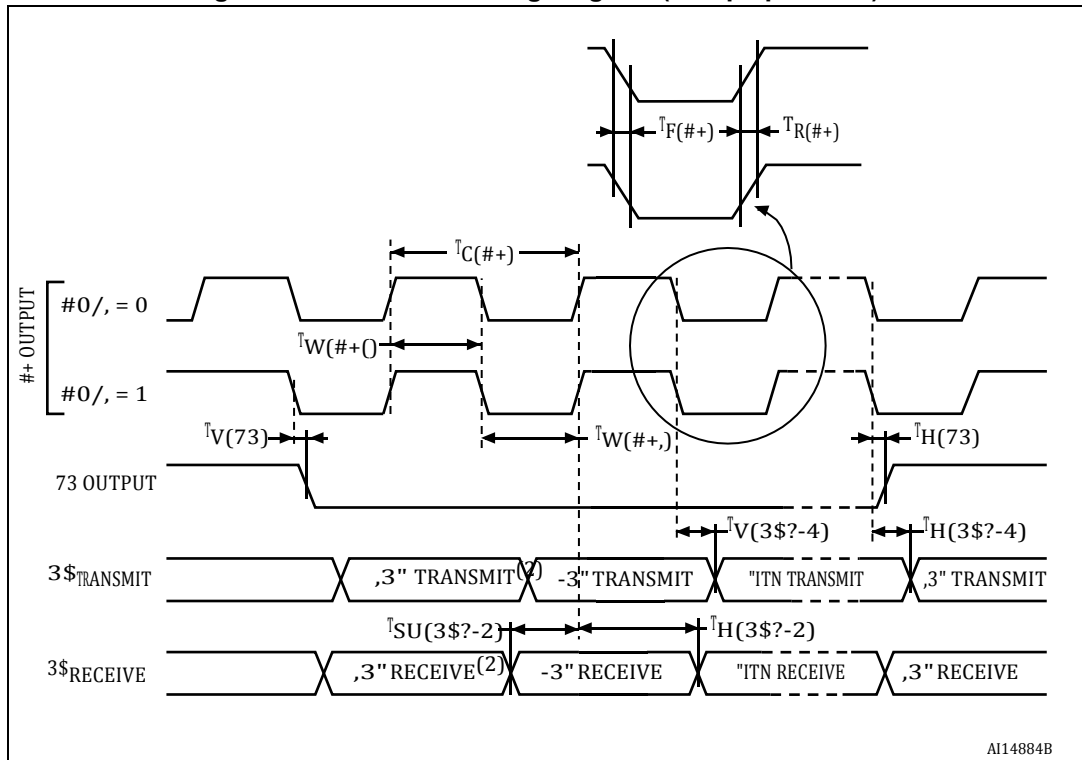 TF(#+)
TR(#+)
TC(#+)
#+ OUTPUT
#0/, = 0
TW(#+()
#0/, = 1
TV(73)
TW(#+,)
TH(73)
73 OUTPUT
TV(3$?-4)
TH(3$?-4)
3$TRANSMIT
,3" TRANSMIT(2)
-3" TRANSMIT
"ITN TRANSMIT
,3" TRANSMIT
TSU(3$?-2)
TH(3$?-2)
3$RECEIVE
,3" RECEIVE(2)
-3" RECEIVE
"ITN RECEIVE
,3" RECEIVE
AI14884B